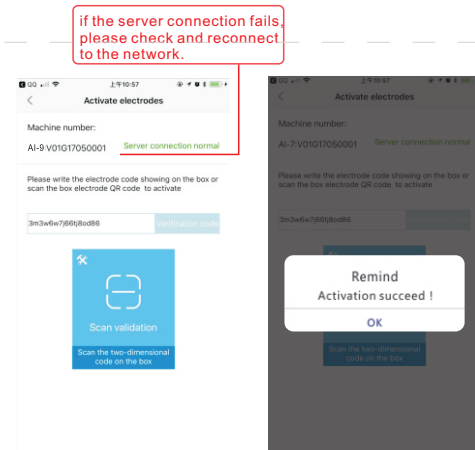 if the server connection fails,
please check and reconnect
to the network.
QQ 上午10:57
Activate electrodes
Machine number:
AI-9:V01G17050001 Server connection normal
Please write the electrode code showing on the box or
scan the box electrode QR code to activate
3m3w6w7j66tj8od86 Verification code
Scan validation
Scan the two-dimensional
code on the box
QQ 上午10:57
Activate electrodes
Machine number:
AI-7:V01G17050001 Server connection normal
Please write the electrode code showing on the box or
scan the box electrode QR code to activate
3m3w6w7j66tj8od86 Verification code
Remind
Activation succeed !
OK
Scan the two-dimensional
code on the box